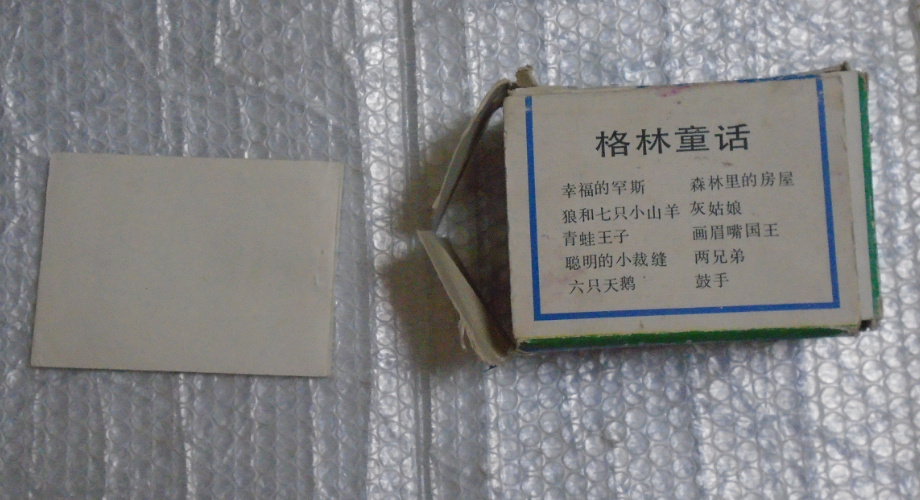 格林童话
幸福的罕斯 森林里的房屋
狼和七只小山羊 灰姑娘
青蛙王子 画眉嘴国王
聪明的小裁缝 两兄弟
六只天鹅 鼓手